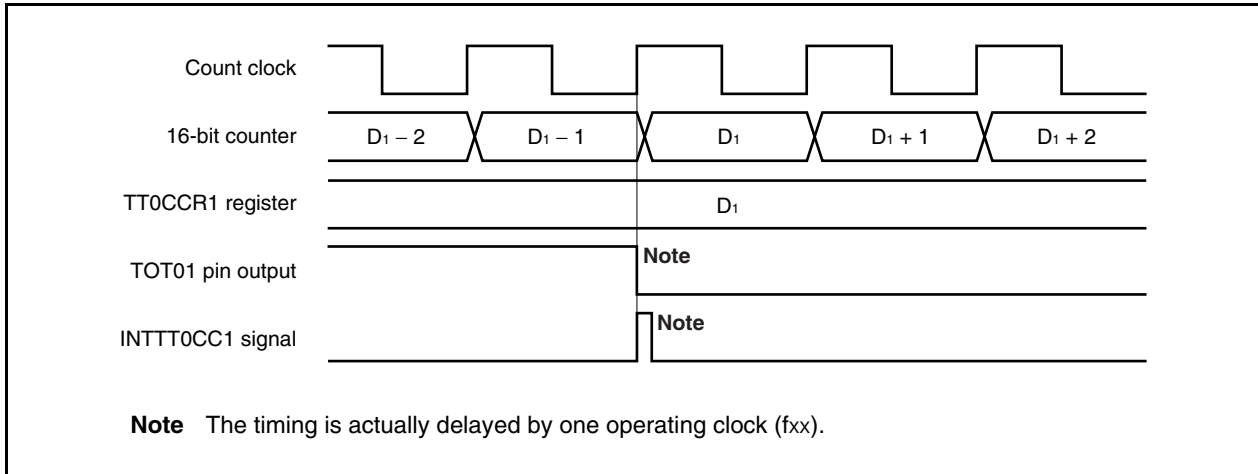 Count clock
16-bit counter D₁ − 2 D₁ − 1 D₁ D₁ + 1 D₁ + 2
TT0CCR1 register D₁
TOT01 pin output Note
INTTT0CC1 signal Note
Note The timing is actually delayed by one operating clock (fxx).